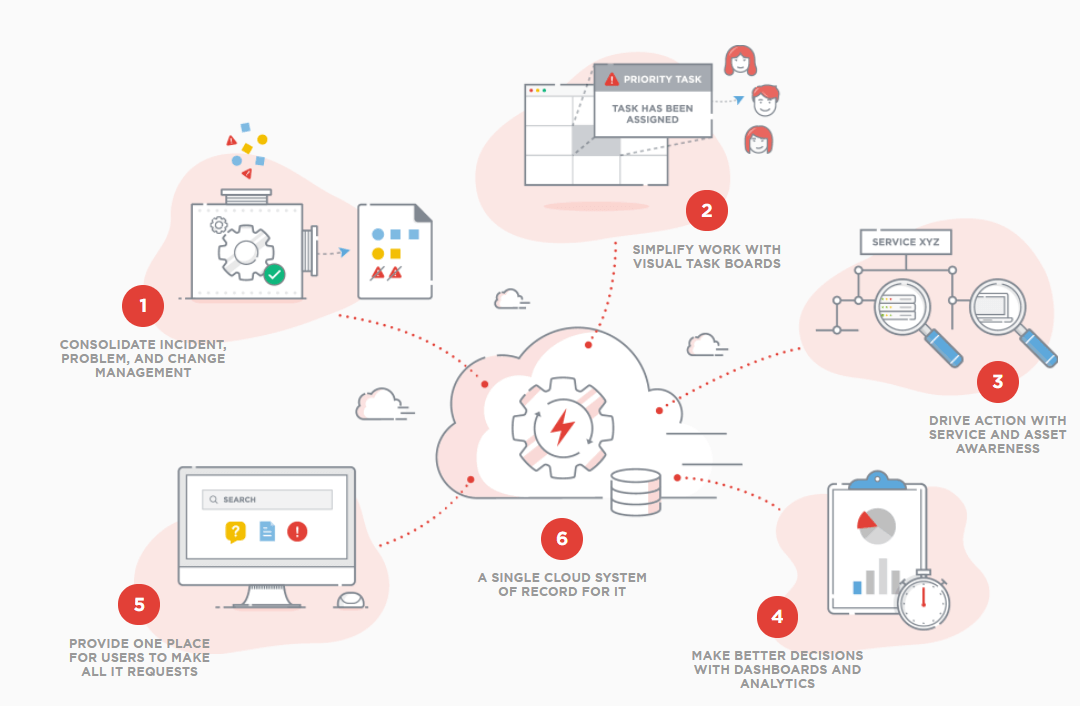 PRIORITY TASK
TASK HAS BEEN
ASSIGNED
2
SIMPLIFY WORK WITH
VISUAL TASK BOARDS
1
CONSOLIDATE INCIDENT,
PROBLEM, AND CHANGE
MANAGEMENT
SERVICE XYZ
3
DRIVE ACTION WITH
SERVICE AND ASSET
AWARENESS
SEARCH
?
!
5
PROVIDE ONE PLACE
FOR USERS TO MAKE
ALL IT REQUESTS
6
A SINGLE CLOUD SYSTEM
OF RECORD FOR IT
4
MAKE BETTER DECISIONS
WITH DASHBOARDS AND
ANALYTICS